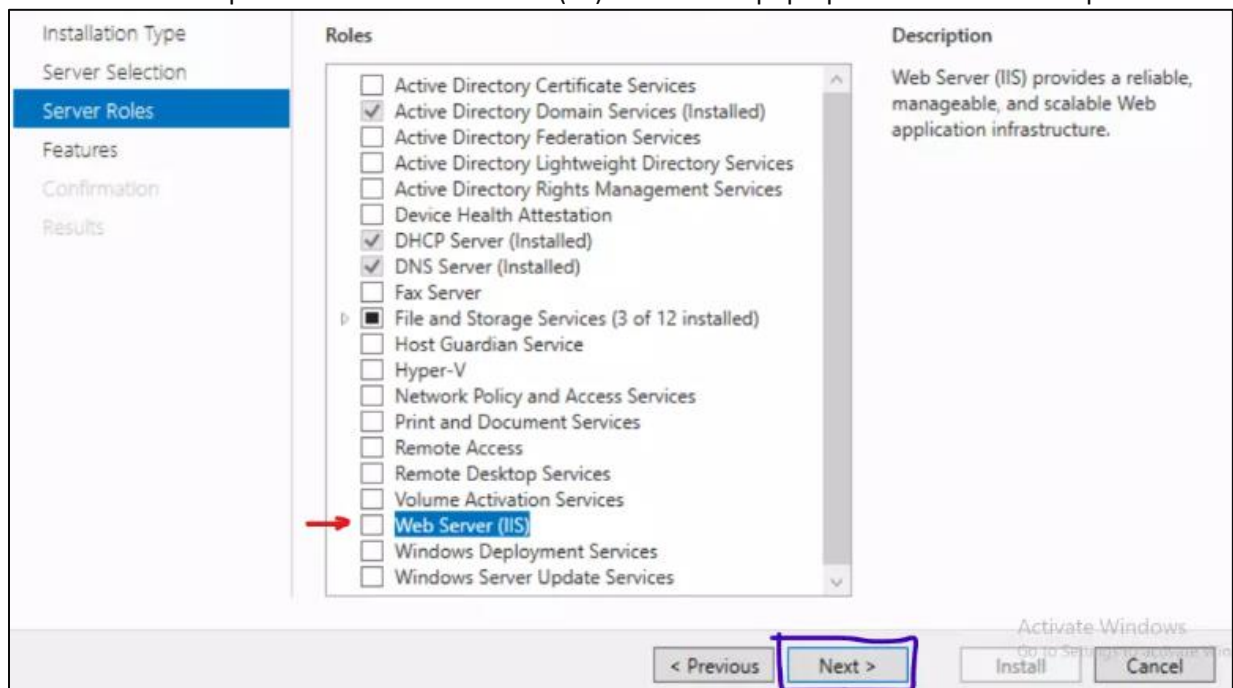 Installation Type
Server Selection
Server Roles
Features
Confirmation
Results
Roles
Active Directory Certificate Services
Active Directory Domain Services (Installed)
Active Directory Federation Services
Active Directory Lightweight Directory Services
Active Directory Rights Management Services
Device Health Attestation
DHCP Server (Installed)
DNS Server (Installed)
Fax Server
File and Storage Services (3 of 12 installed)
Host Guardian Service
Hyper-V
Network Policy and Access Services
Print and Document Services
Remote Access
Remote Desktop Services
Volume Activation Services
Web Server (IIS)
Windows Deployment Services
Windows Server Update Services
Description
Web Server (IIS) provides a reliable,
manageable, and scalable Web
application infrastructure.
Activate Windows
< Previous
Next >
Install
Cancel